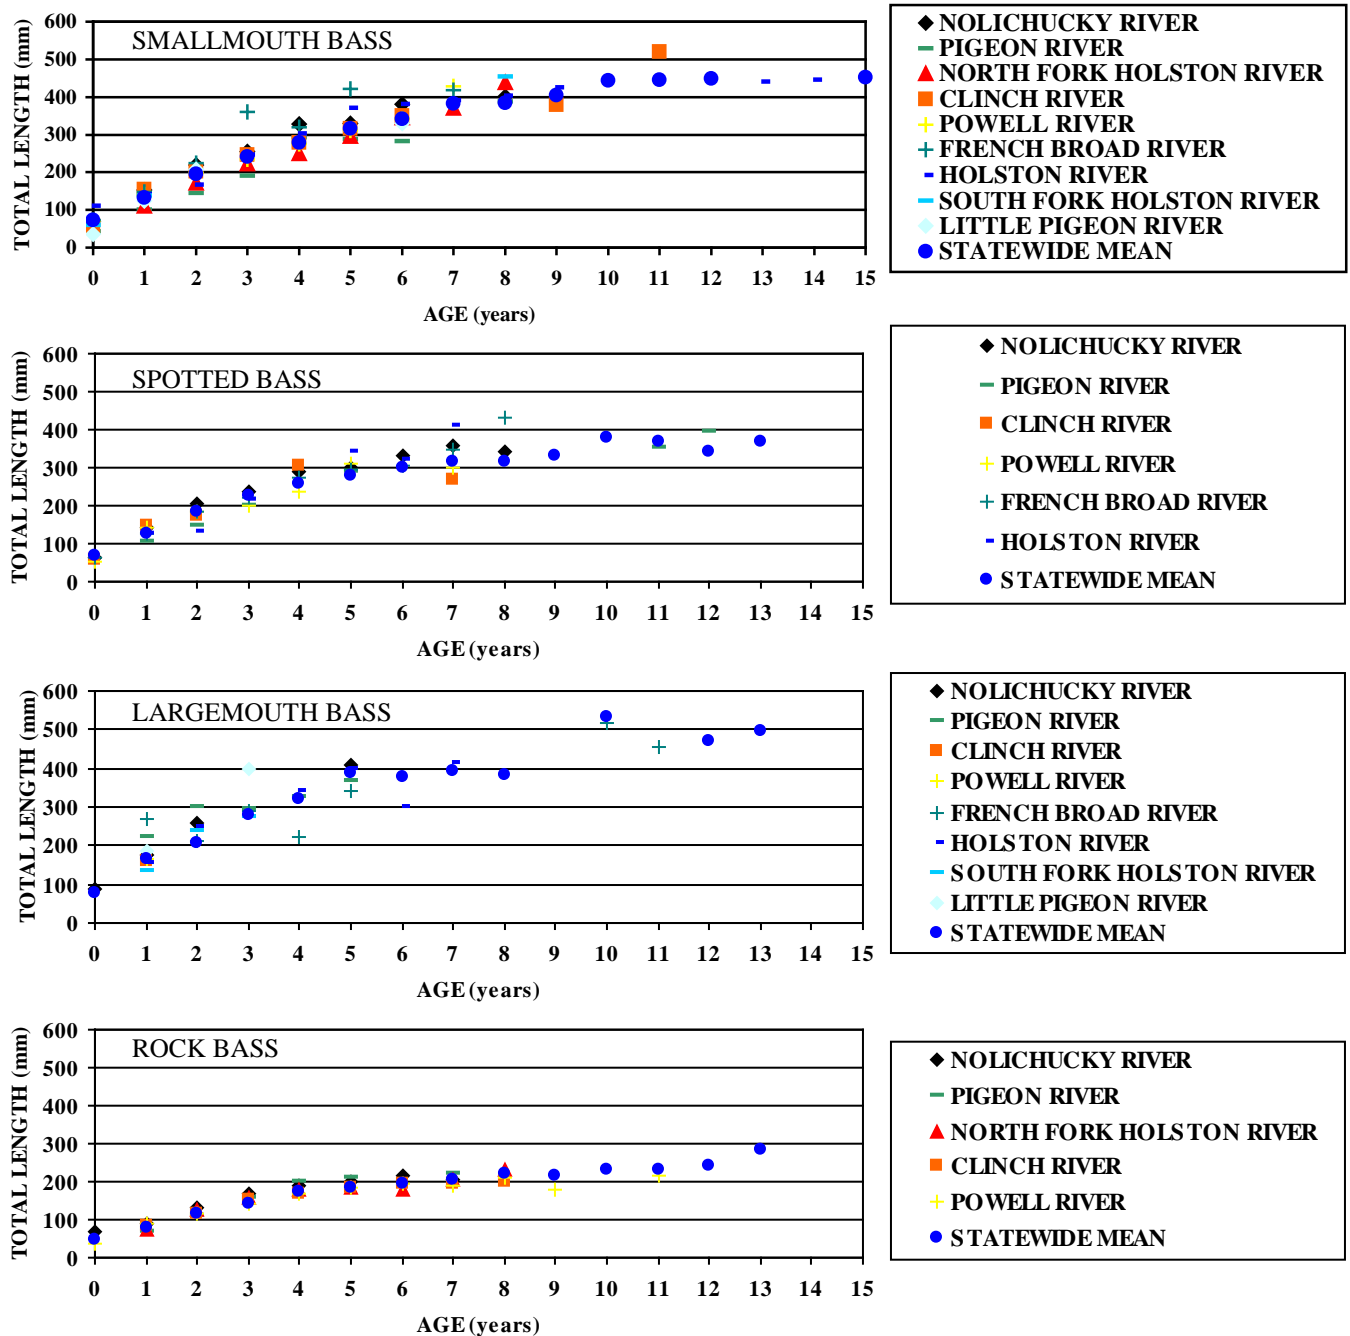 SMALLMOUTH BASS
TOTAL LENGTH (mm)
600
500
400
300
200
100
0
0 1 2 3 4 5 6 7 8 9 10 11 12 13 14 15
AGE (years)
NOLICHUCKY RIVER
PIGEON RIVER
NORTH FORK HOLSTON RIVER
CLINCH RIVER
POWELL RIVER
FRENCH BROAD RIVER
HOLSTON RIVER
SOUTH FORK HOLSTON RIVER
LITTLE PIGEON RIVER
STATEWIDE MEAN
SPOTTED BASS
TOTAL LENGTH (mm)
600
500
400
300
200
100
0
0 1 2 3 4 5 6 7 8 9 10 11 12 13 14 15
AGE (years)
NOLICHUCKY RIVER
PIGEON RIVER
CLINCH RIVER
POWELL RIVER
FRENCH BROAD RIVER
HOLSTON RIVER
STATEWIDE MEAN
LARGEMOUTH BASS
TOTAL LENGTH (mm)
600
500
400
300
200
100
0
0 1 2 3 4 5 6 7 8 9 10 11 12 13 14 15
AGE (years)
NOLICHUCKY RIVER
PIGEON RIVER
CLINCH RIVER
POWELL RIVER
FRENCH BROAD RIVER
HOLSTON RIVER
SOUTH FORK HOLSTON RIVER
LITTLE PIGEON RIVER
STATEWIDE MEAN
ROCK BASS
TOTAL LENGTH (mm)
600
500
400
300
200
100
0
0 1 2 3 4 5 6 7 8 9 10 11 12 13 14 15
AGE (years)
NOLICHUCKY RIVER
PIGEON RIVER
NORTH FORK HOLSTON RIVER
CLINCH RIVER
POWELL RIVER
STATEWIDE MEAN